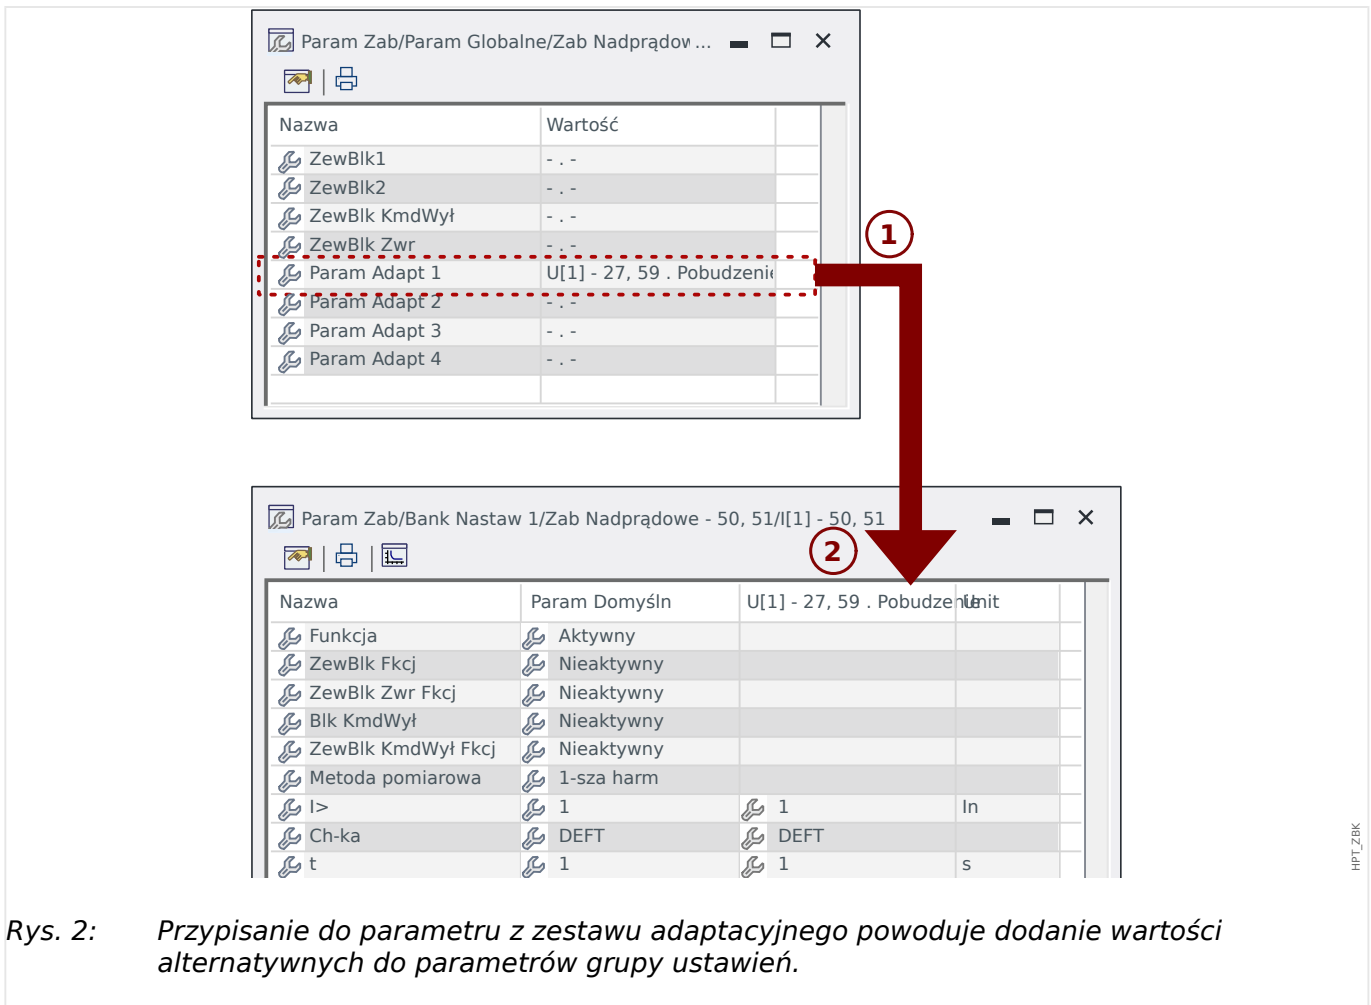 Param Zab/Param Globalne/Zab Nadprądow ...
Nazwa Wartość
ZewBlk1 - . -
ZewBlk2 - . -
ZewBlk KmdWył - . -
ZewBlk Zwr - . -
Param Adapt 1 U[1] - 27, 59 . Pobudzenie
Param Adapt 2 - . -
Param Adapt 3 - . -
Param Adapt 4 - . -
1
Param Zab/Bank Nastaw 1/Zab Nadprądowe - 50, 51/I[1] - 50, 51
2
Nazwa Param Domyśln U[1] - 27, 59 . Pobudzenie Unit
Funkcja Aktywny
ZewBlk Fkcj Nieaktywny
ZewBlk Zwr Fkcj Nieaktywny
Blk KmdWył Nieaktywny
ZewBlk KmdWył Fkcj Nieaktywny
Metoda pomiarowa 1-sza harm
I> 1 1 In
Ch-ka DEFT DEFT
t 1 1 s
HPT_ZBK
Rys. 2: Przypisanie do parametru z zestawu adaptacyjnego powoduje dodanie wartości
alternatywnych do parametrów grupy ustawień.